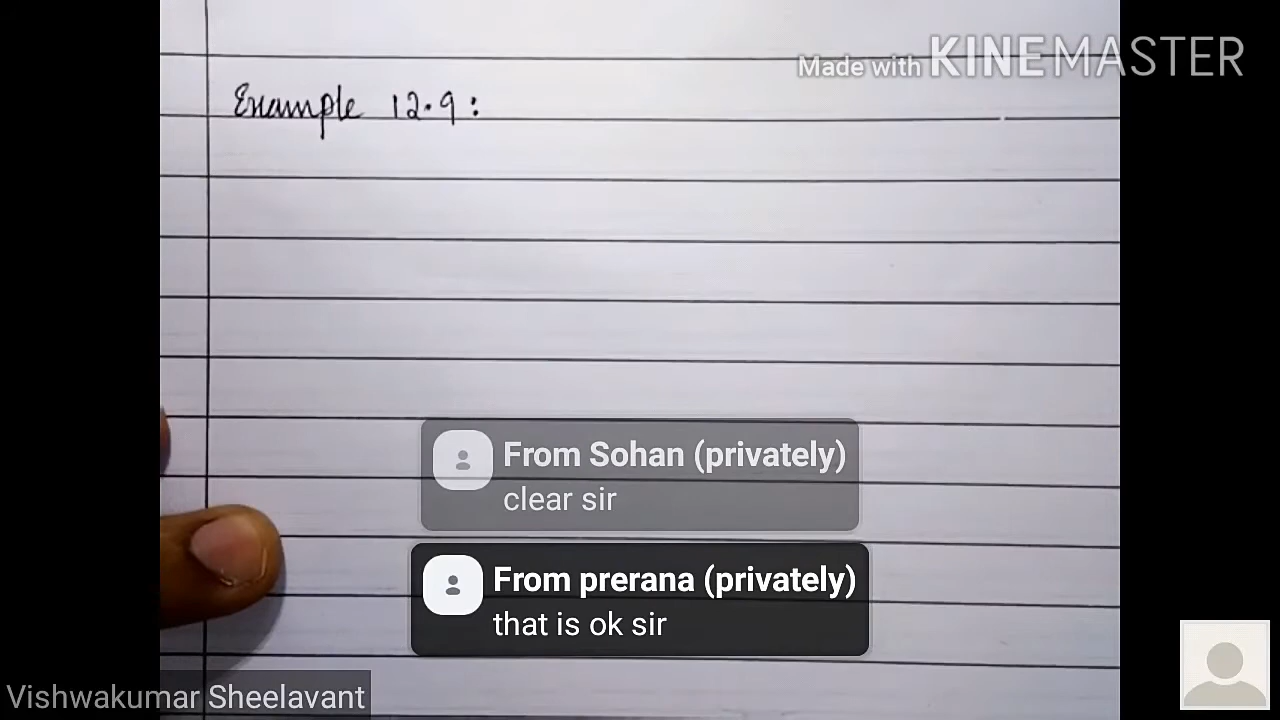 Made with KINEMASTER
Example 12.9:
From Sohan (privately)
clear sir
From prerana (privately)
that is ok sir
Vishwakumar Sheelavant